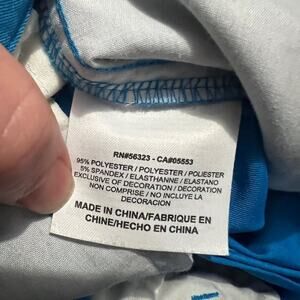 RN#56323 - CA#05553
95% POLYESTER / POLYESTER / POLIESTER
5% SPANDEX / ELASTHANNE / ELASTANO
EXCLUSIVE OF DECORATION / DECORATION
NON COMPRISE / NO INCLUYE LA
DECORACION
MADE IN CHINA/FABRIQUE EN
CHINE/HECHO EN CHINA